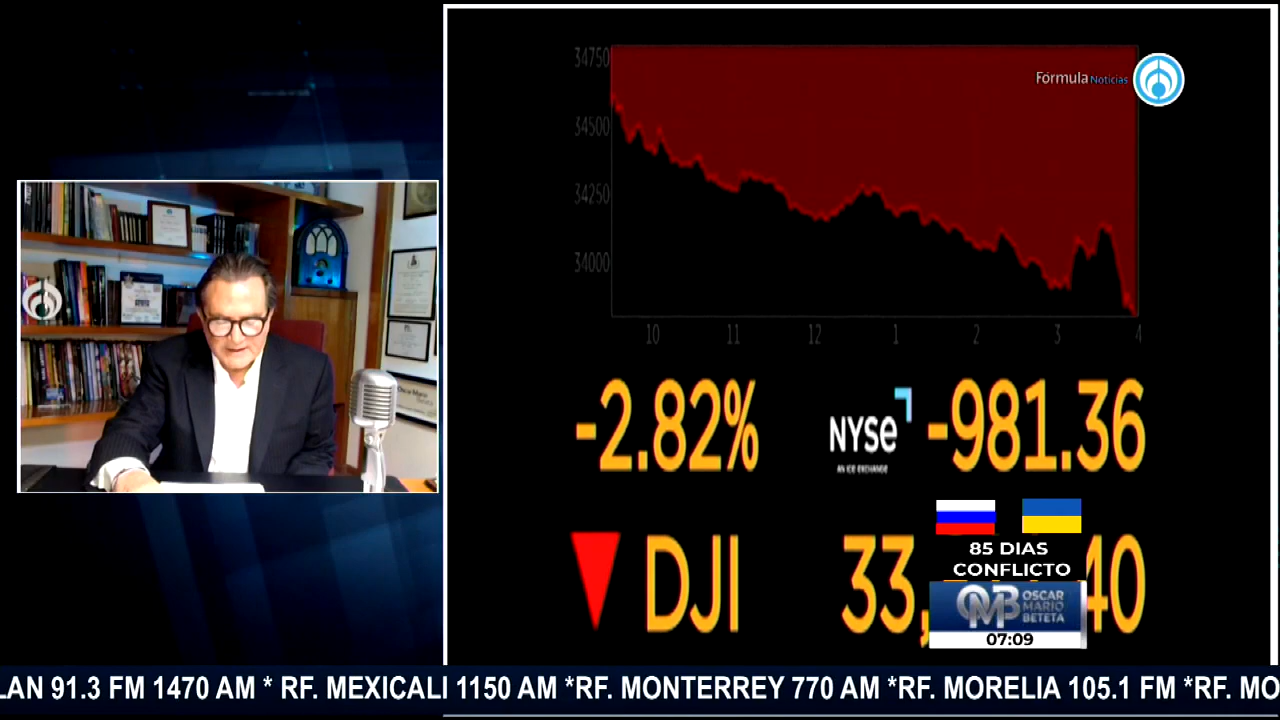 34750
34500
34250
34000
10 11 12 1 2 3 4
Fórmula Noticias
-2.82%
NYSE
AN ICE EXCHANGE
-981.36
DJI
33, 40
85 DIAS
CONFLICTO
OMB OSCAR
MARIO
BETETA
07:09
LAN 91.3 FM 1470 AM * RF. MEXICALI 1150 AM *RF. MONTERREY 770 AM *RF. MORELIA 105.1 FM *RF. MO